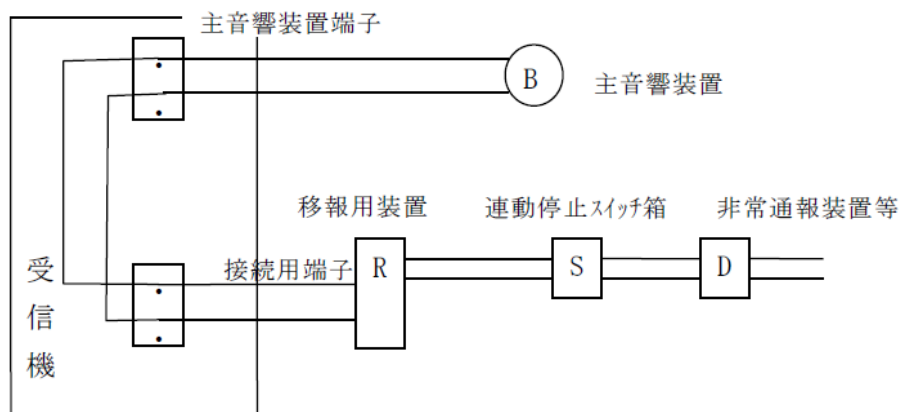 主音響装置端子
B
主音響装置
移報用装置
連動停止ｽｲｯﾁ箱
非常通報装置等
接続用端子
R
S
D
受
信
機